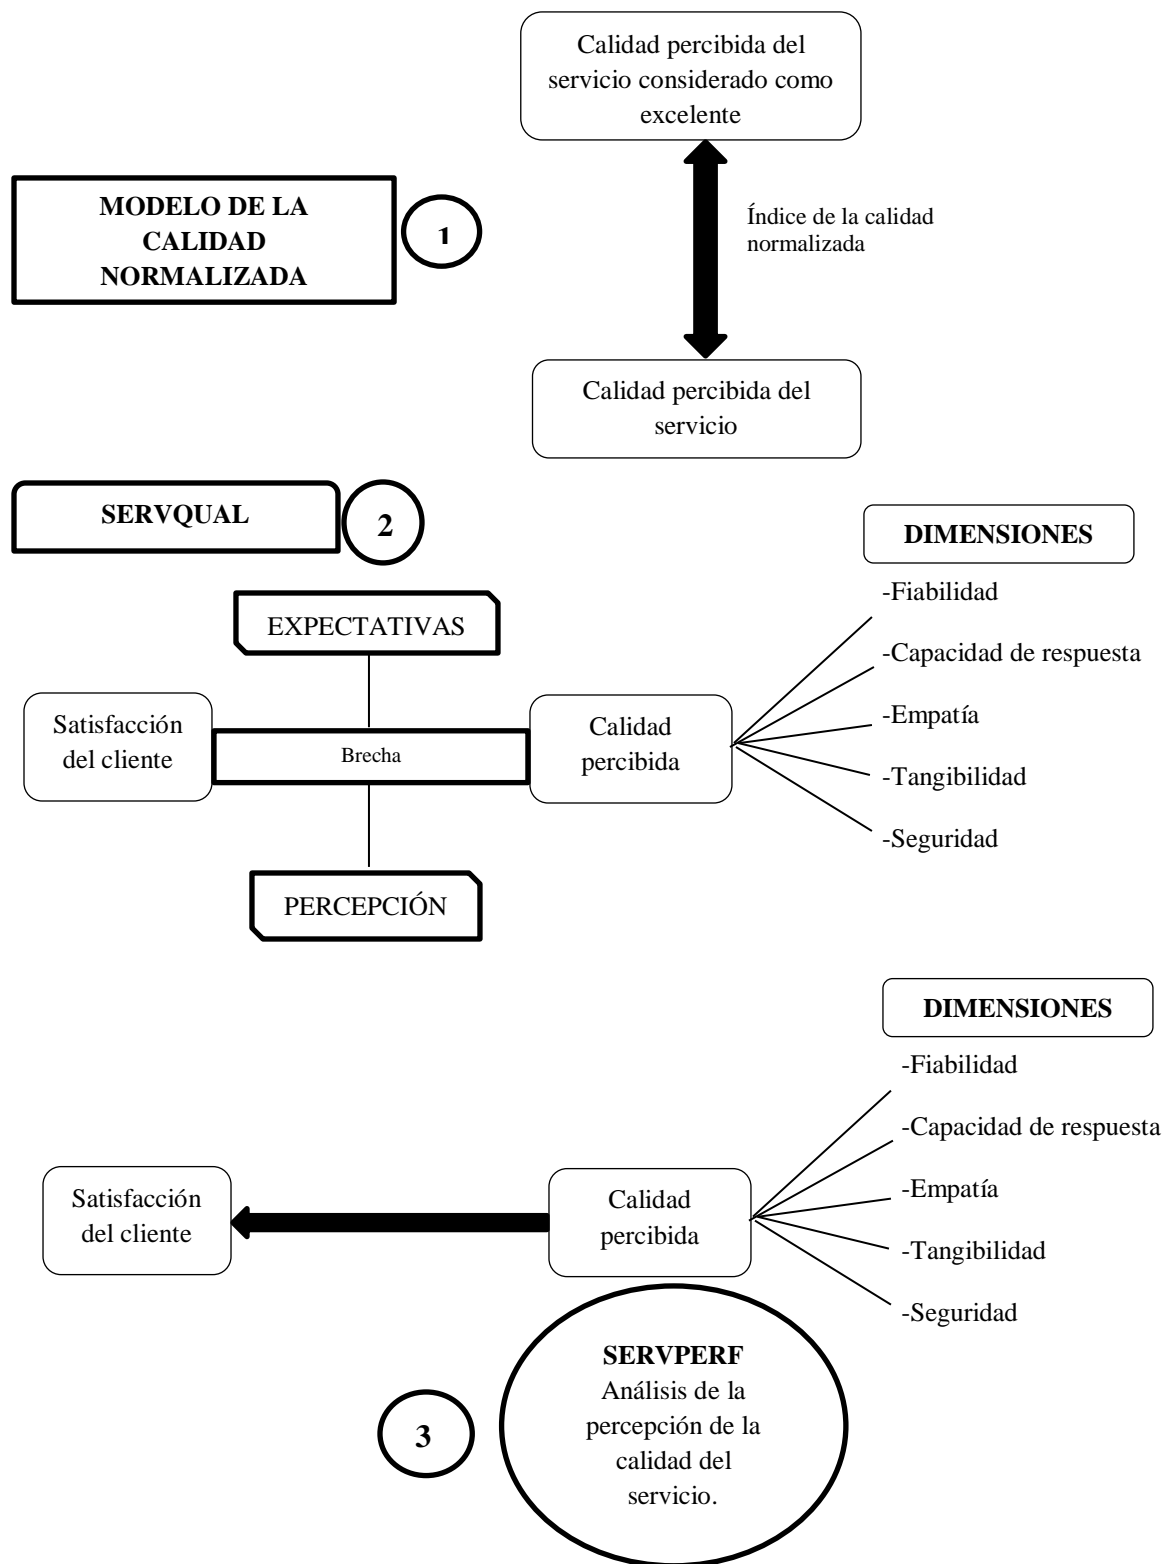 Calidad percibida del
servicio considerado como
excelente
MODELO DE LA
CALIDAD
NORMALIZADA
1
Índice de la calidad
normalizada
Calidad percibida del
servicio
SERVQUAL
2
DIMENSIONES
-Fiabilidad
EXPECTATIVAS
-Capacidad de respuesta
Satisfacción
del cliente
Brecha
Calidad
percibida
-Empatía
-Tangibilidad
-Seguridad
PERCEPCIÓN
DIMENSIONES
-Fiabilidad
-Capacidad de respuesta
Satisfacción
del cliente
Calidad
percibida
-Empatía
-Tangibilidad
-Seguridad
3
SERVPERF
Análisis de la
percepción de la
calidad del
servicio.